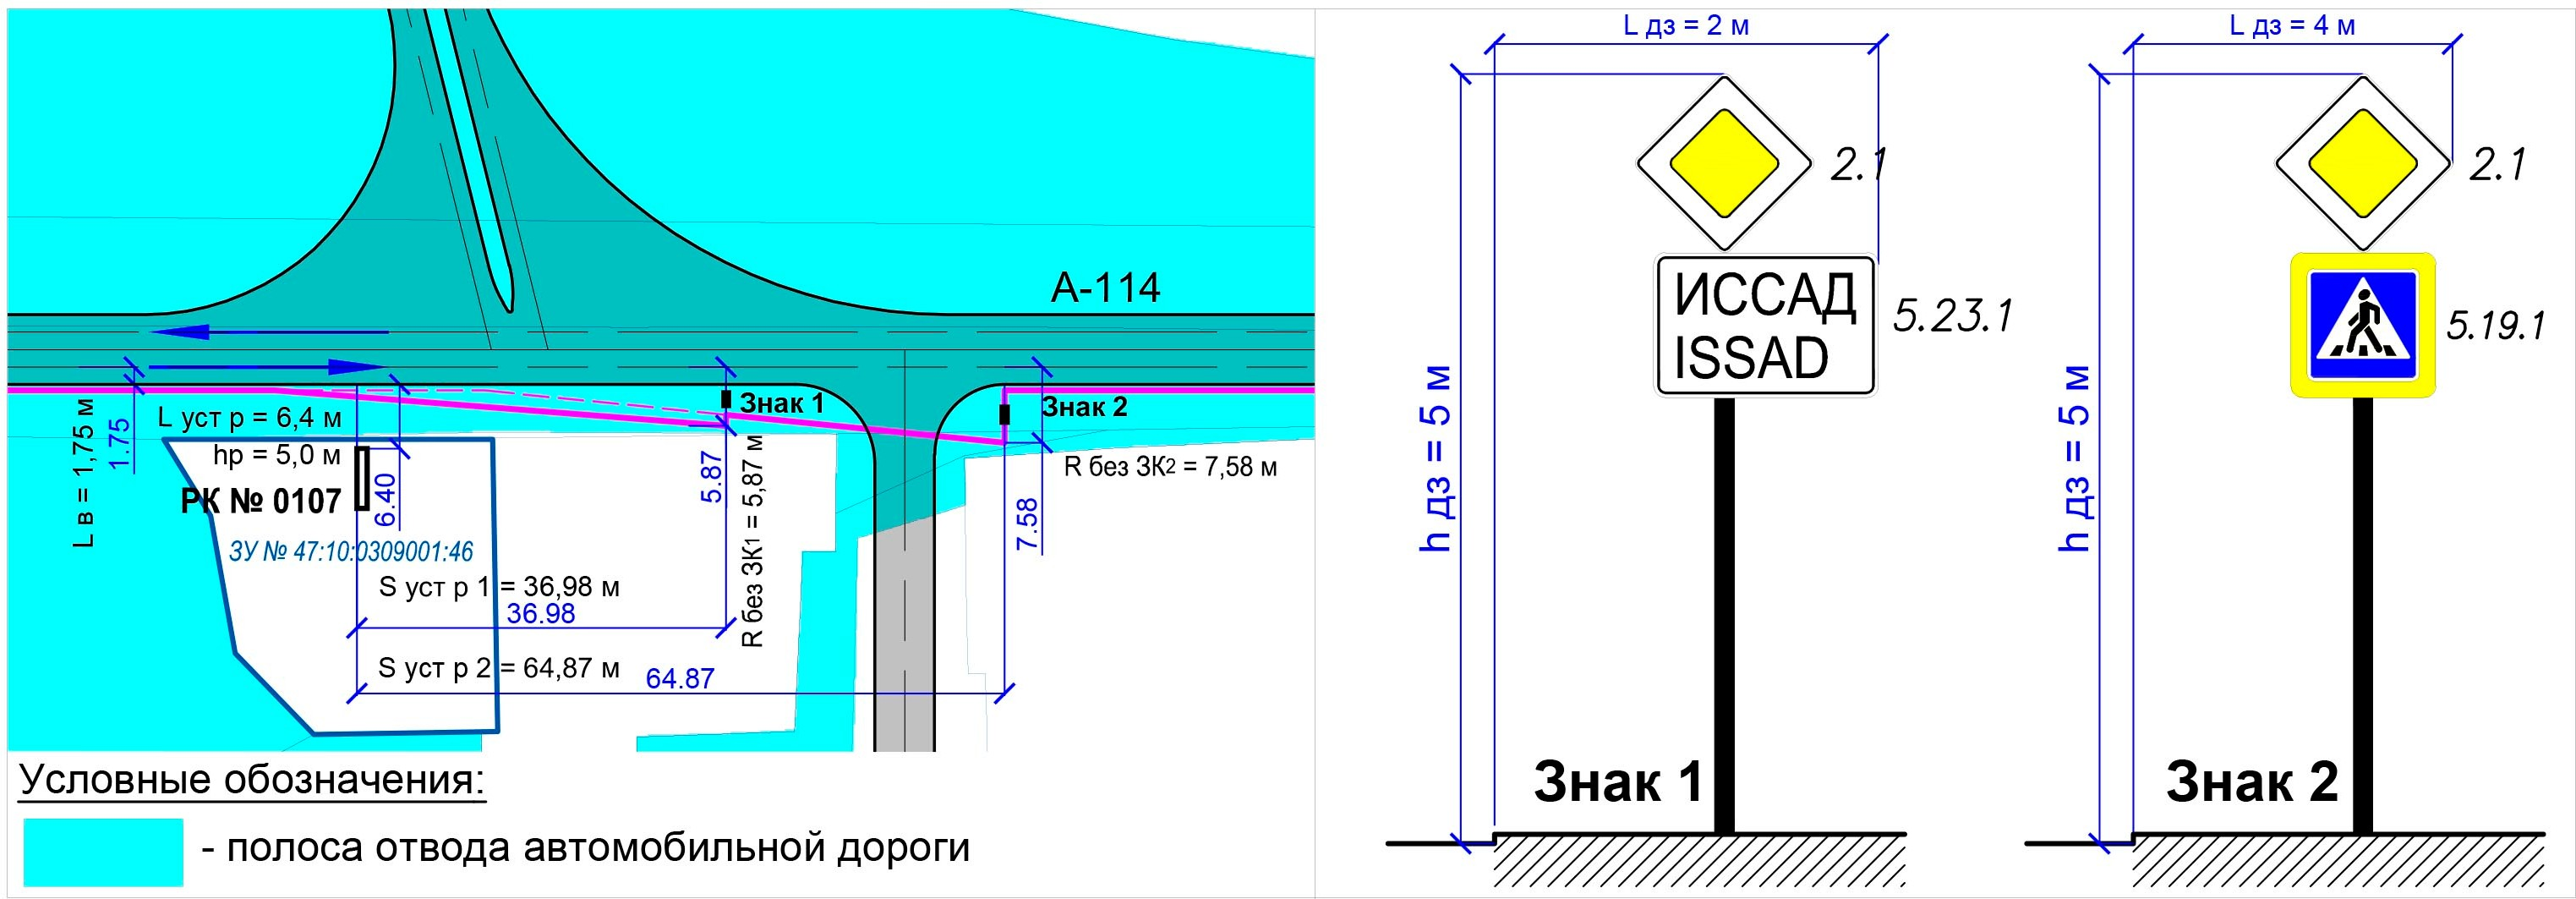 А-114
L в = 1,75 м
1.75
L уст р = 6,4 м
hp = 5,0 м
РК № 0107
6.40
ЗУ № 47:10:0309001:46
Знак 1
5.87
R без ЗК1 = 5,87 м
Знак 2
7.58
R без ЗК2 = 7,58 м
S уст р 1 = 36,98 м
36.98
S уст р 2 = 64,87 м
64.87
Условные обозначения:
- полоса отвода автомобильной дороги
L дз = 2 м
h дз = 5 м
2.1
ИССАД
ISSAD
5.23.1
Знак 1
L дз = 4 м
h дз = 5 м
2.1
5.19.1
Знак 2